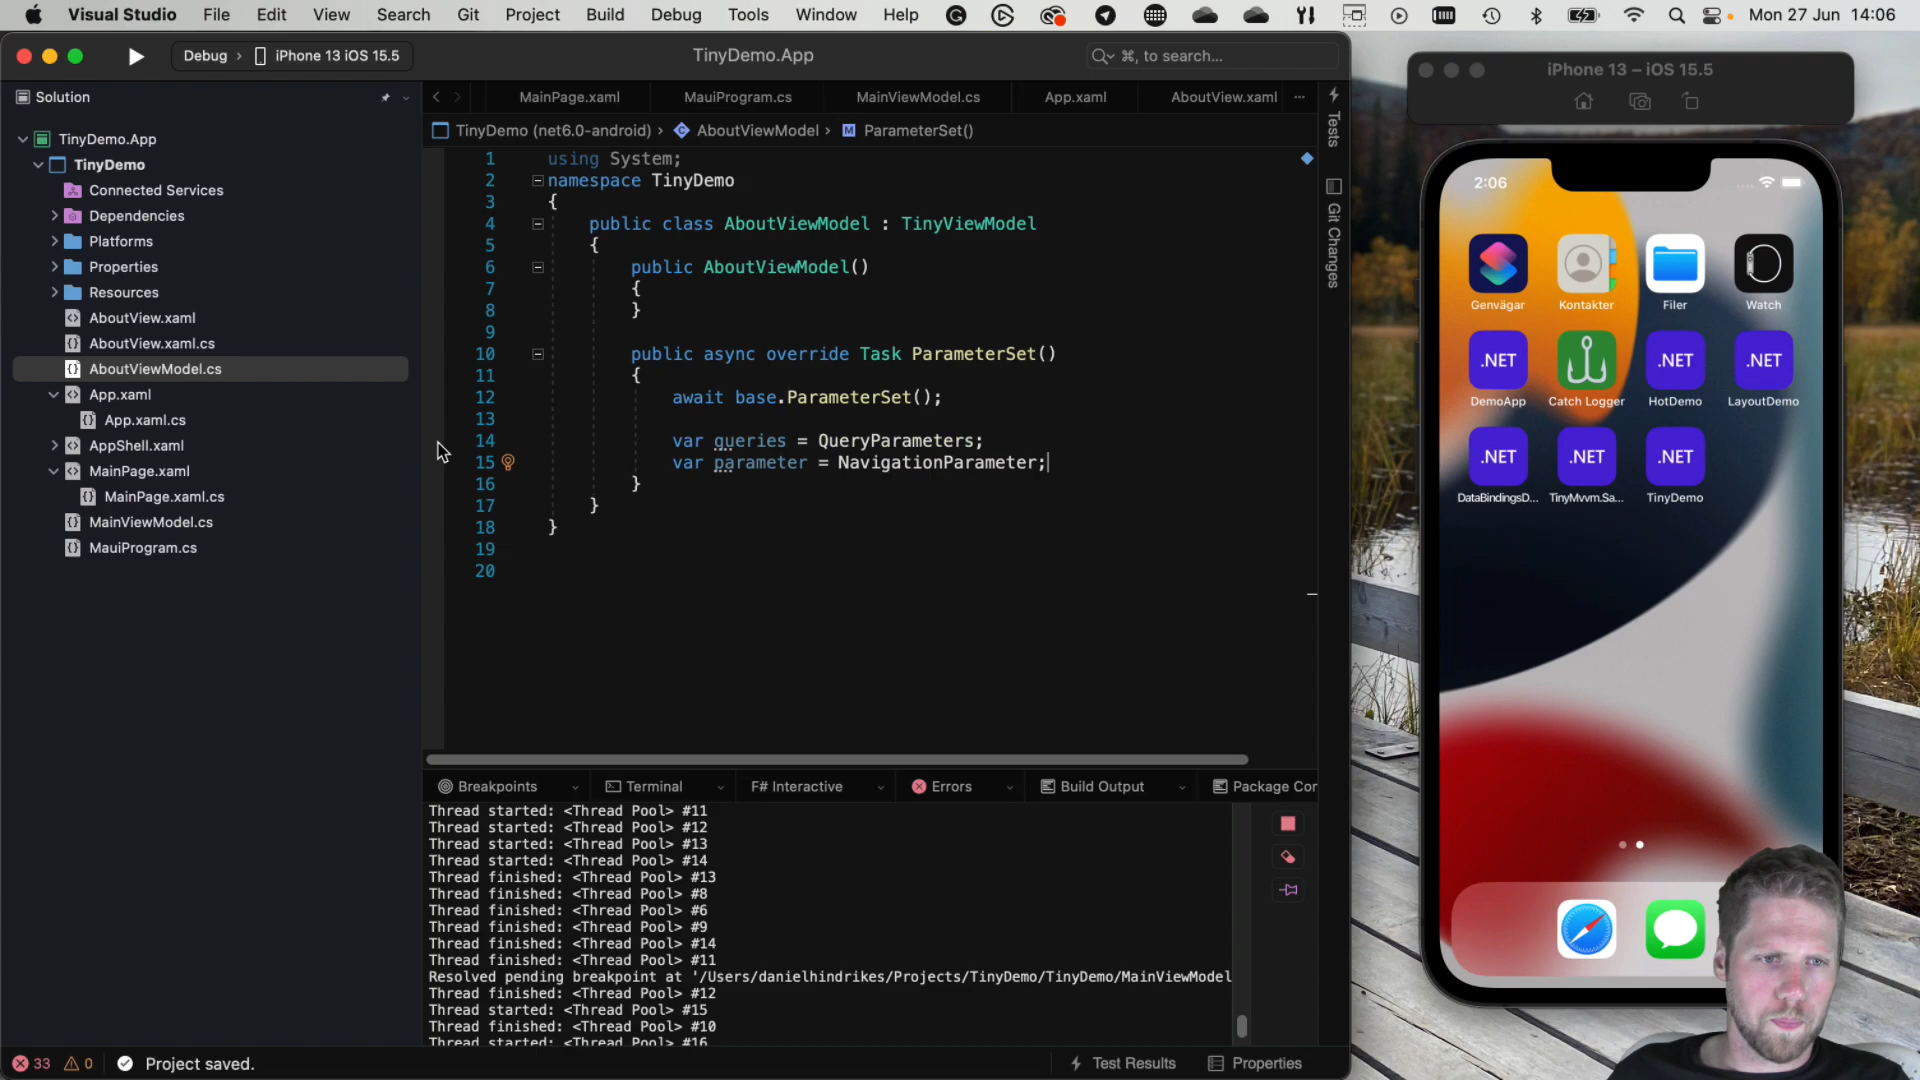 Visual Studio File Edit View Search Git Project Build Debug Tools Window Help Mon 27 Jun 14:06
Debug › iPhone 13 iOS 15.5 TinyDemo.App ⌘, to search...
Solution
TinyDemo.App
TinyDemo
Connected Services
Dependencies
Platforms
Properties
Resources
AboutView.xaml
AboutView.xaml.cs
AboutViewModel.cs
App.xaml
App.xaml.cs
AppShell.xaml
MainPage.xaml
MainPage.xaml.cs
MainViewModel.cs
MauiProgram.cs
MainPage.xaml MauiProgram.cs MainViewModel.cs App.xaml AboutView.xaml
TinyDemo (net6.0-android) › AboutViewModel › M ParameterSet()
1 using System;
2 namespace TinyDemo
3 {
4 public class AboutViewModel : TinyViewModel
5 {
6 public AboutViewModel()
7 {
8 }
9
10 public async override Task ParameterSet()
11 {
12 await base.ParameterSet();
13
14 var queries = QueryParameters;
15 var parameter = NavigationParameter;
16 }
17 }
18 }
19
20
Tests
Git Changes
Breakpoints Terminal F# Interactive Errors Build Output Package Con
Thread started: <Thread Pool> #11
Thread started: <Thread Pool> #12
Thread started: <Thread Pool> #13
Thread started: <Thread Pool> #14
Thread finished: <Thread Pool> #13
Thread finished: <Thread Pool> #8
Thread finished: <Thread Pool> #6
Thread finished: <Thread Pool> #9
Thread finished: <Thread Pool> #14
Thread finished: <Thread Pool> #11
Resolved pending breakpoint at '/Users/danielhindrikes/Projects/TinyDemo/TinyDemo/MainViewModel
Thread finished: <Thread Pool> #12
Thread started: <Thread Pool> #15
Thread finished: <Thread Pool> #10
Thread started: <Thread Pool> #16
33 0 Project saved. Test Results Properties
iPhone 13 – iOS 15.5
2:06
Genvägar Kontakter Filer Watch
.NET .NET .NET
DemoApp Catch Logger HotDemo LayoutDemo
.NET .NET .NET
DataBindingsD... TinyMvvm.Sa... TinyDemo